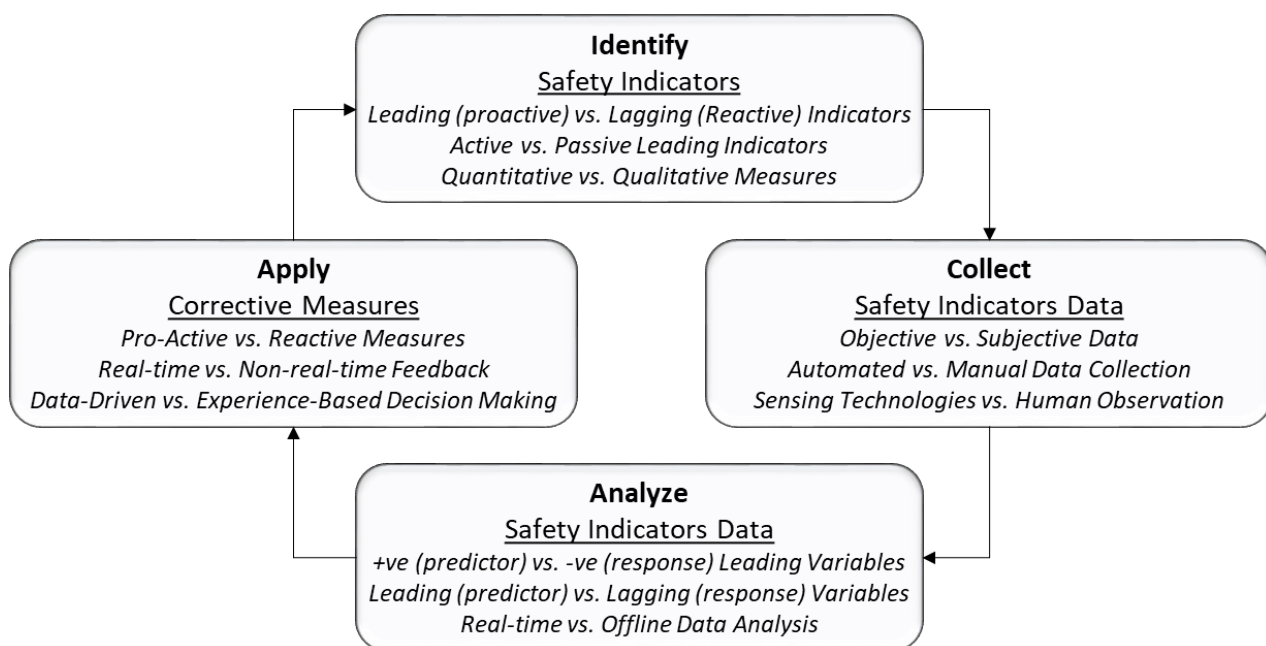 Identify
Safety Indicators
Leading (proactive) vs. Lagging (Reactive) Indicators
Active vs. Passive Leading Indicators
Quantitative vs. Qualitative Measures
Apply
Corrective Measures
Pro-Active vs. Reactive Measures
Real-time vs. Non-real-time Feedback
Data-Driven vs. Experience-Based Decision Making
Collect
Safety Indicators Data
Objective vs. Subjective Data
Automated vs. Manual Data Collection
Sensing Technologies vs. Human Observation
Analyze
Safety Indicators Data
+ve (predictor) vs. -ve (response) Leading Variables
Leading (predictor) vs. Lagging (response) Variables
Real-time vs. Offline Data Analysis